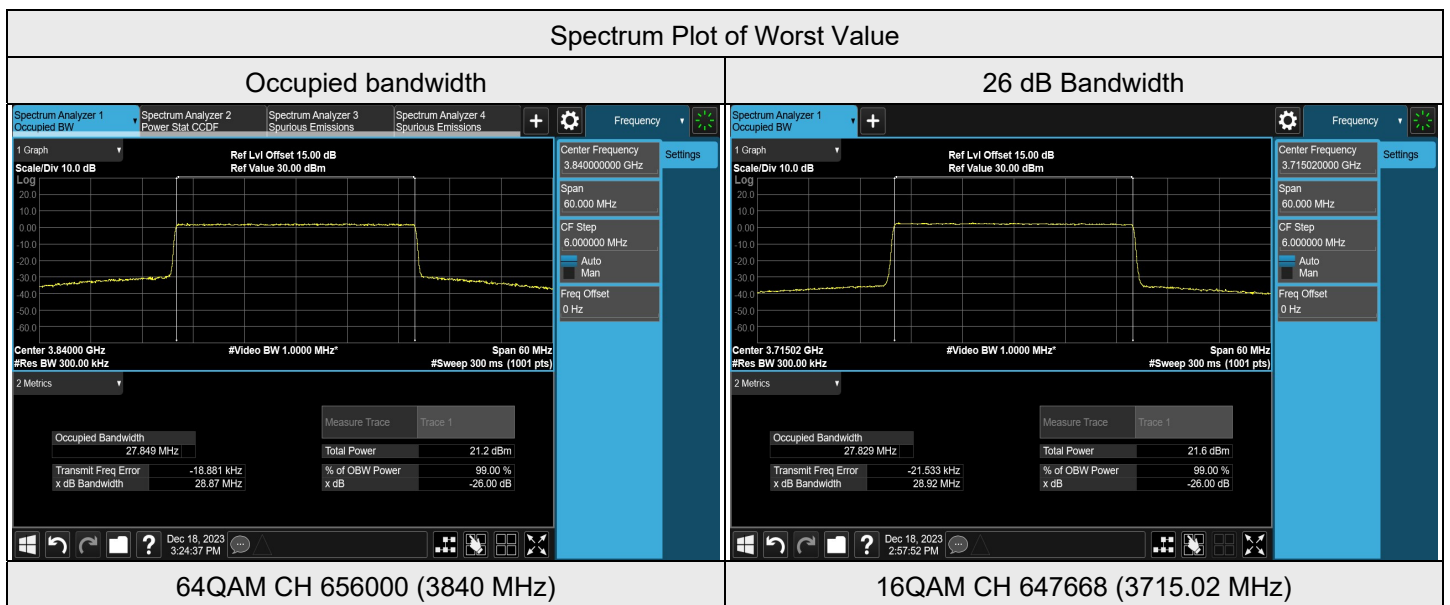 Spectrum Plot of Worst Value
Occupied bandwidth
26 dB Bandwidth
Spectrum Analyzer 1
Occupied BW
Spectrum Analyzer 2
Power Stat CCDF
Spectrum Analyzer 3
Spurious Emissions
Spectrum Analyzer 4
Spurious Emissions
+
Frequency
1 Graph
Scale/Div 10.0 dB
Ref Lvl Offset 15.00 dB
Ref Value 30.00 dBm
Log
20.0
10.0
0.00
-10.0
-20.0
-30.0
-40.0
-50.0
-60.0
Center 3.84000 GHz
#Res BW 300.00 kHz
#Video BW 1.0000 MHz*
Span 60 MHz
#Sweep 300 ms (1001 pts)
Center Frequency
3.840000000 GHz
Settings
Span
60.000 MHz
CF Step
6.000000 MHz
Auto
Man
Freq Offset
0 Hz
2 Metrics
Measure Trace Trace 1
Occupied Bandwidth
27.849 MHz
Total Power 21.2 dBm
Transmit Freq Error -18.881 kHz
% of OBW Power 99.00 %
x dB Bandwidth 28.87 MHz
x dB -26.00 dB
?
Dec 18, 2023
3:24:37 PM
Spectrum Analyzer 1
Occupied BW
+
Frequency
1 Graph
Scale/Div 10.0 dB
Ref Lvl Offset 15.00 dB
Ref Value 30.00 dBm
Log
20.0
10.0
0.00
-10.0
-20.0
-30.0
-40.0
-50.0
-60.0
Center 3.71502 GHz
#Res BW 300.00 kHz
#Video BW 1.0000 MHz*
Span 60 MHz
#Sweep 300 ms (1001 pts)
Center Frequency
3.715020000 GHz
Settings
Span
60.000 MHz
CF Step
6.000000 MHz
Auto
Man
Freq Offset
0 Hz
2 Metrics
Measure Trace Trace 1
Occupied Bandwidth
27.829 MHz
Total Power 21.6 dBm
Transmit Freq Error -21.533 kHz
% of OBW Power 99.00 %
x dB Bandwidth 28.92 MHz
x dB -26.00 dB
?
Dec 18, 2023
2:57:52 PM
64QAM CH 656000 (3840 MHz)
16QAM CH 647668 (3715.02 MHz)